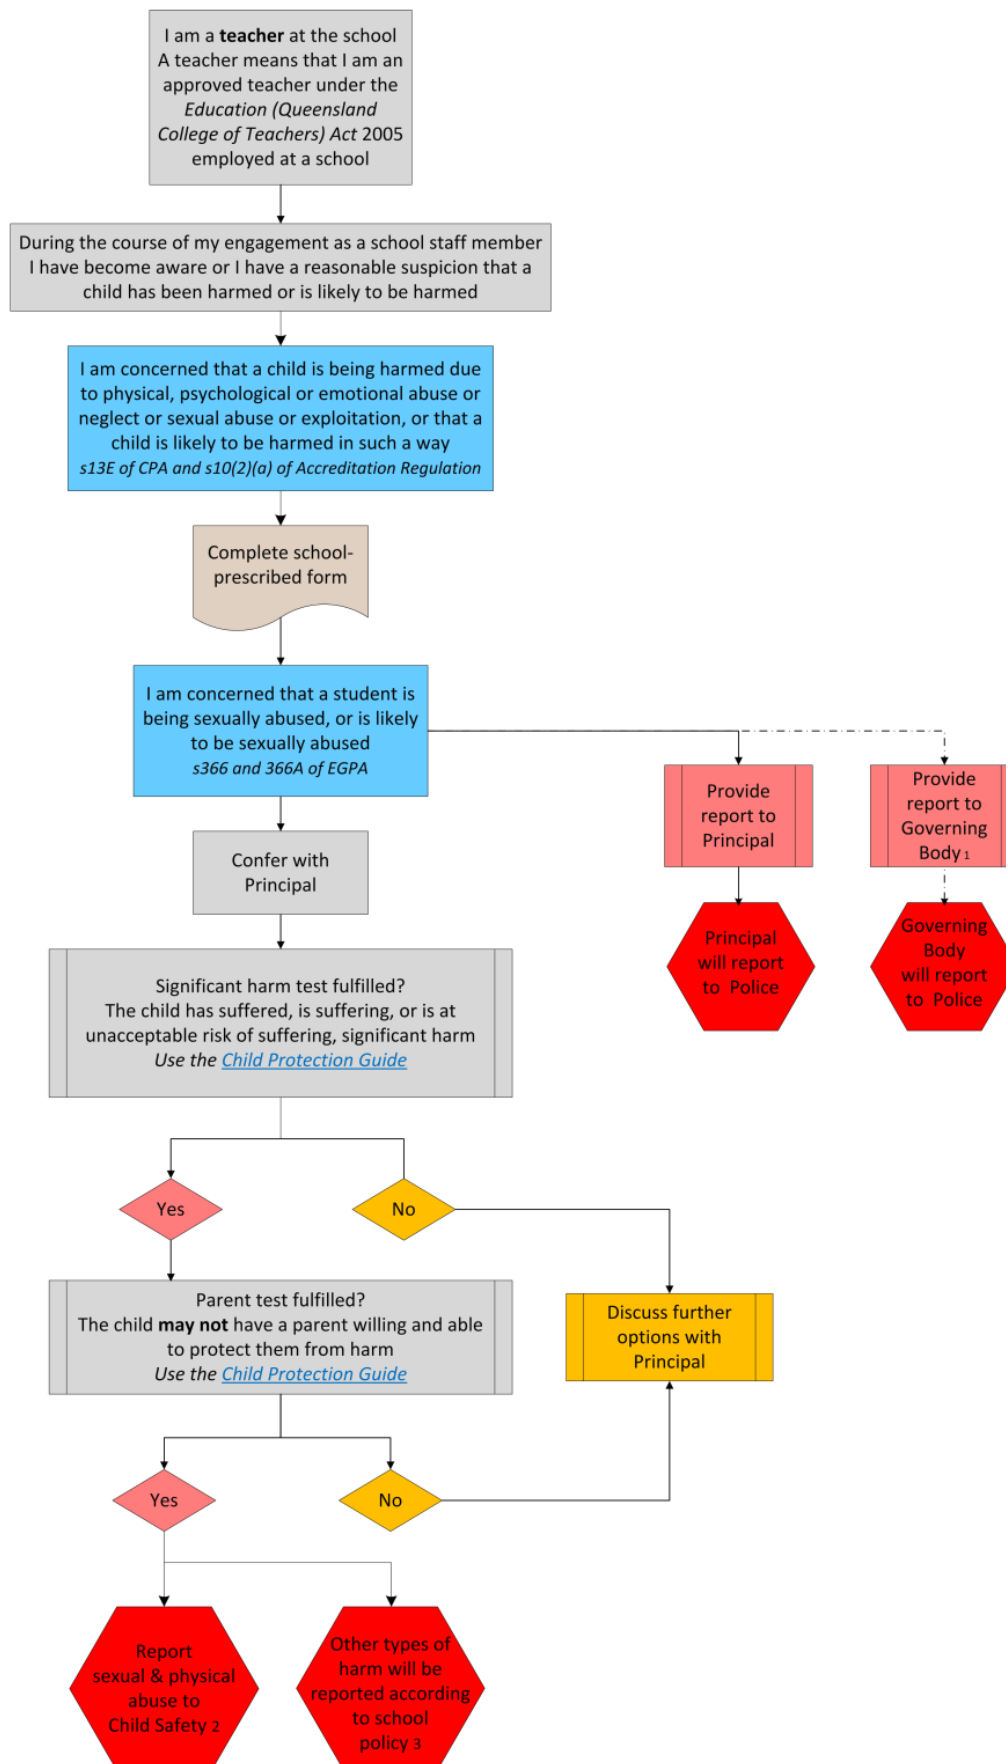 I am a teacher at the school
A teacher means that I am an
approved teacher under the
Education (Queensland
College of Teachers) Act 2005
employed at a school
During the course of my engagement as a school staff member
I have become aware or I have a reasonable suspicion that a
child has been harmed or is likely to be harmed
I am concerned that a child is being harmed due
to physical, psychological or emotional abuse or
neglect or sexual abuse or exploitation, or that a
child is likely to be harmed in such a way
s13E of CPA and s10(2)(a) of Accreditation Regulation
Complete school-
prescribed form
I am concerned that a student is
being sexually abused, or is likely
to be sexually abused
s366 and 366A of EGPA
Provide
report to
Principal
Provide
report to
Governing
Body 1
Confer with
Principal
Principal
will report
to Police
Governing
Body
will report
to Police
Significant harm test fulfilled?
The child has suffered, is suffering, or is at
unacceptable risk of suffering, significant harm
Use the Child Protection Guide
Yes
No
Parent test fulfilled?
The child may not have a parent willing and able
to protect them from harm
Use the Child Protection Guide
Discuss further
options with
Principal
Yes
No
Report
sexual & physical
abuse to
Child Safety 2
Other types of
harm will be
reported according
to school
policy 3